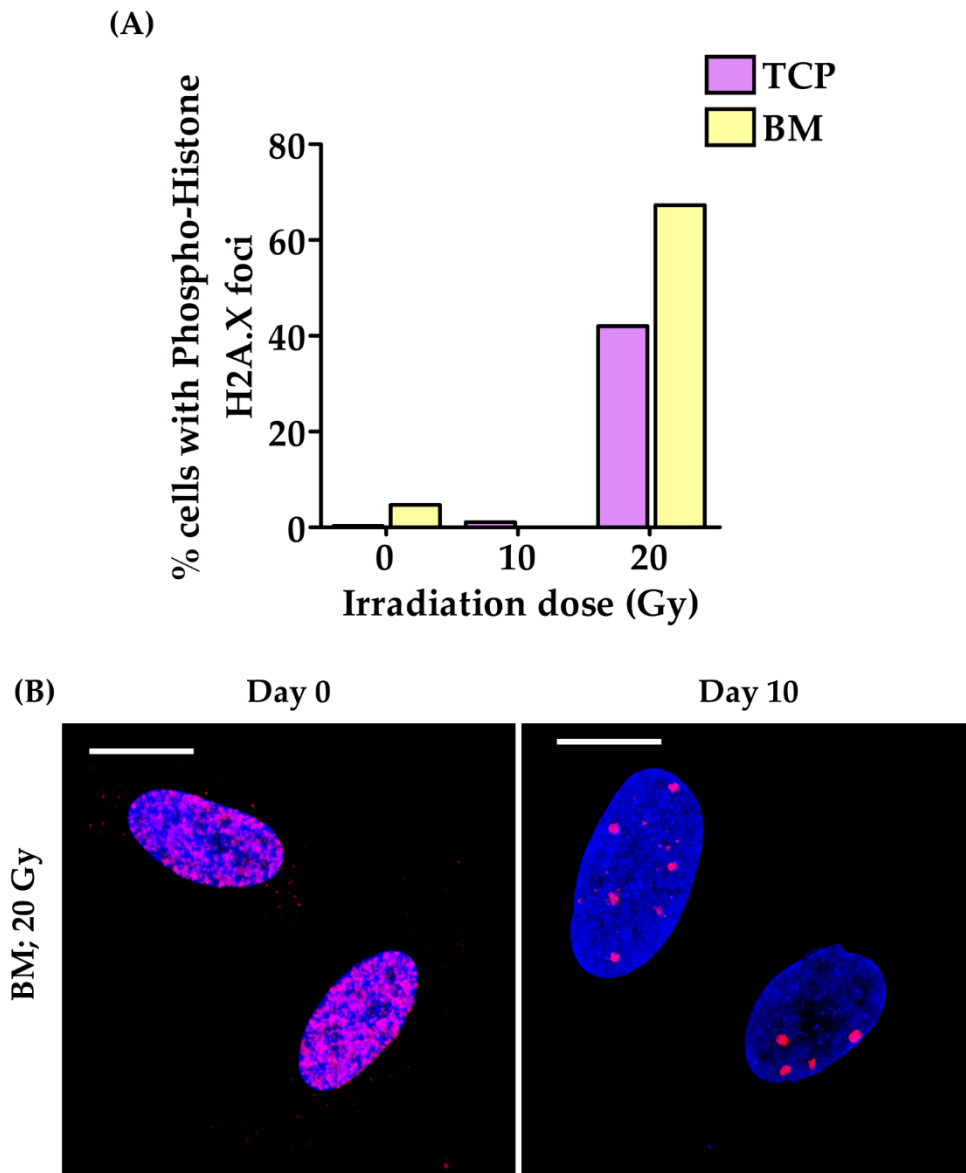 (A)
TCP
BM
% cells with Phospho-Histone
H2A.X foci
80
60
40
20
0
0 10 20
Irradiation dose (Gy)
(B) Day 0 Day 10
BM; 20 Gy